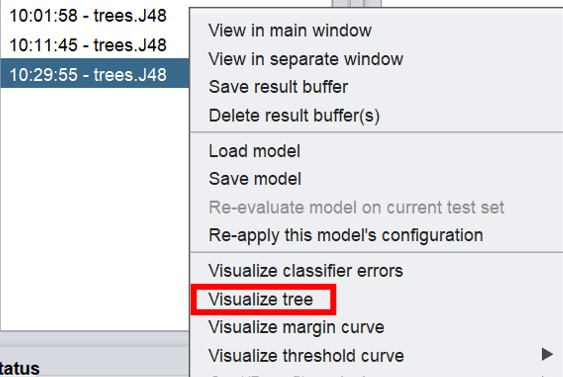 10:01:58 - trees.J48
10:11:45 - trees.J48
10:29:55 - trees.J48
View in main window
View in separate window
Save result buffer
Delete result buffer(s)
Load model
Save model
Re-evaluate model on current test set
Re-apply this model's configuration
Visualize classifier errors
Visualize tree
Visualize margin curve
Visualize threshold curve
tatus